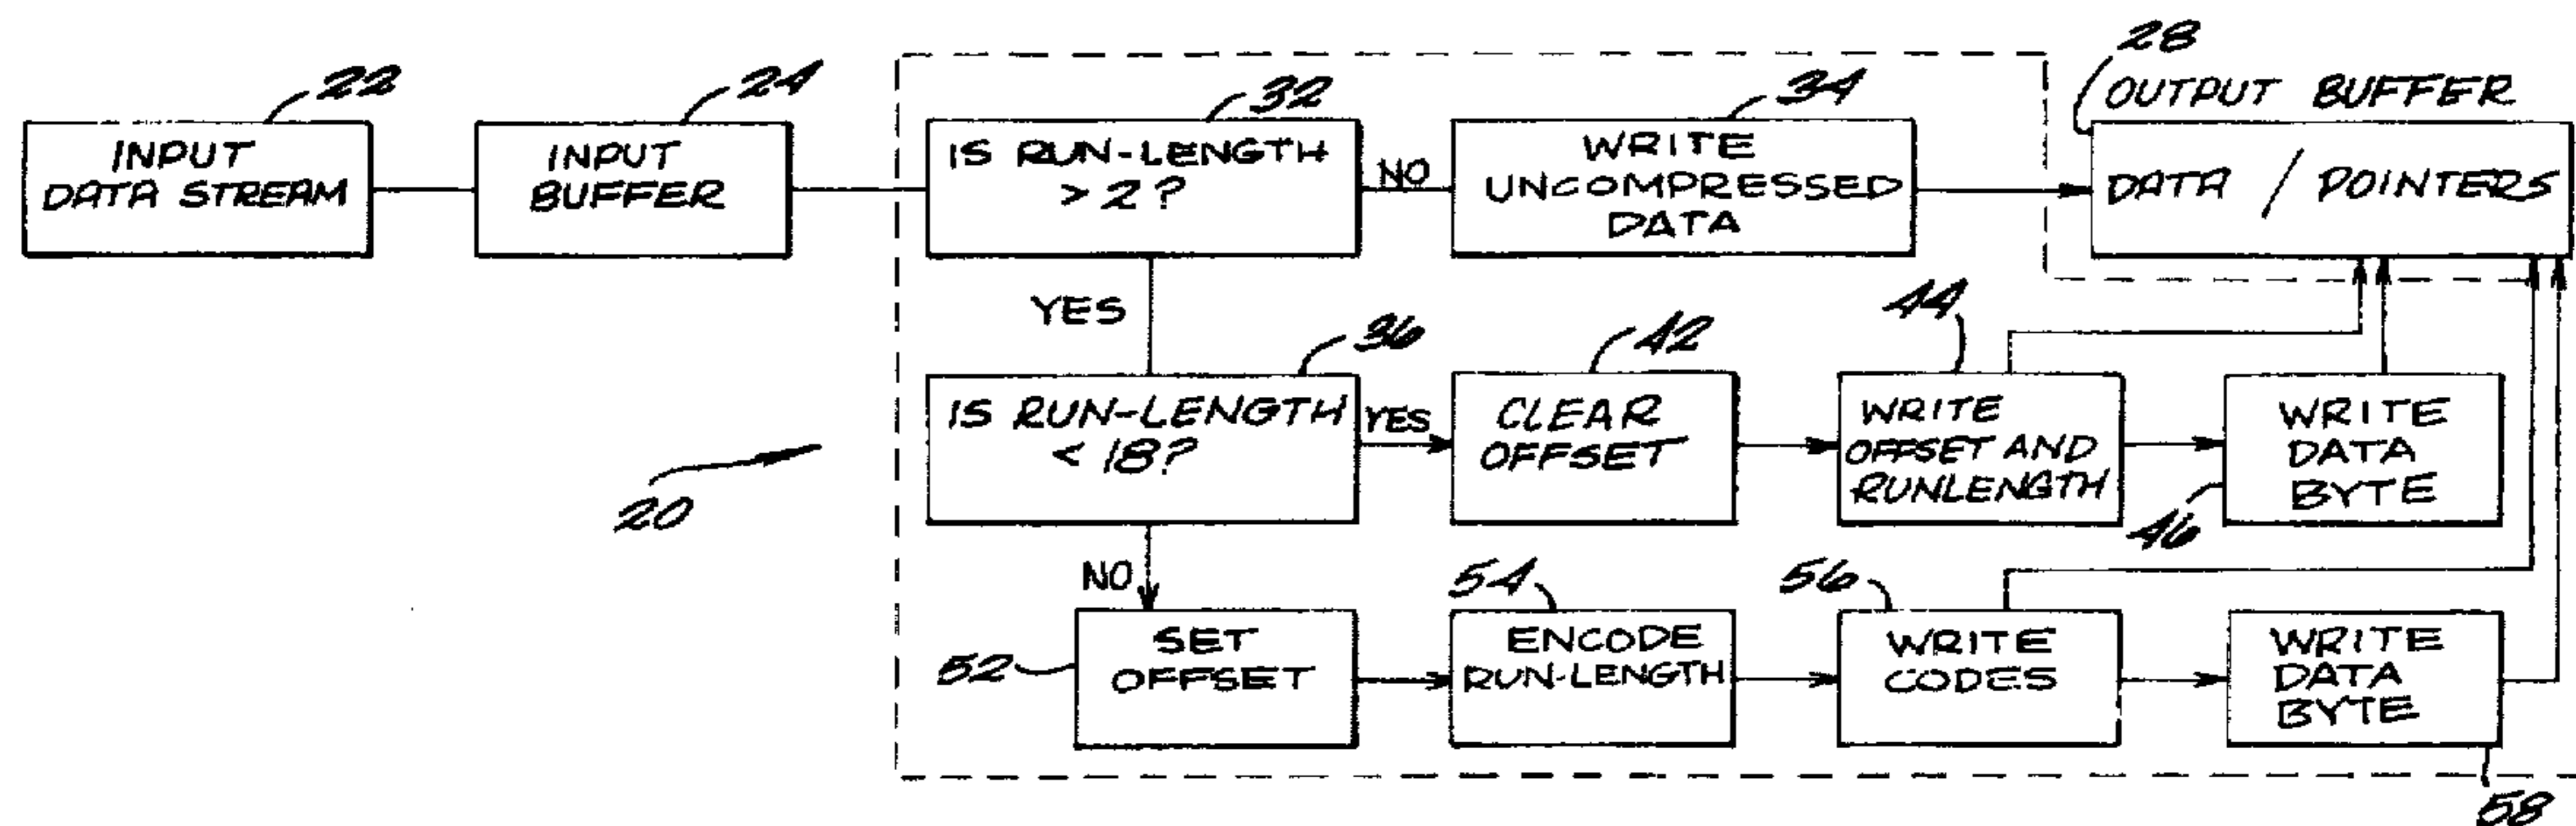 28
22
24
32
34
OUTPUT BUFFER
INPUT
DATA STREAM
INPUT
BUFFER
IS RUN-LENGTH
> 2?
NO
WRITE
UNCOMPRESSED
DATA
DATA / POINTERS
YES
36
42
44
IS RUN-LENGTH
< 18?
YES
CLEAR
OFFSET
WRITE
OFFSET AND
RUNLENGTH
WRITE
DATA
BYTE
46
20
NO
54
56
52
SET
OFFSET
ENCODE
RUN-LENGTH
WRITE
CODES
WRITE
DATA
BYTE
58